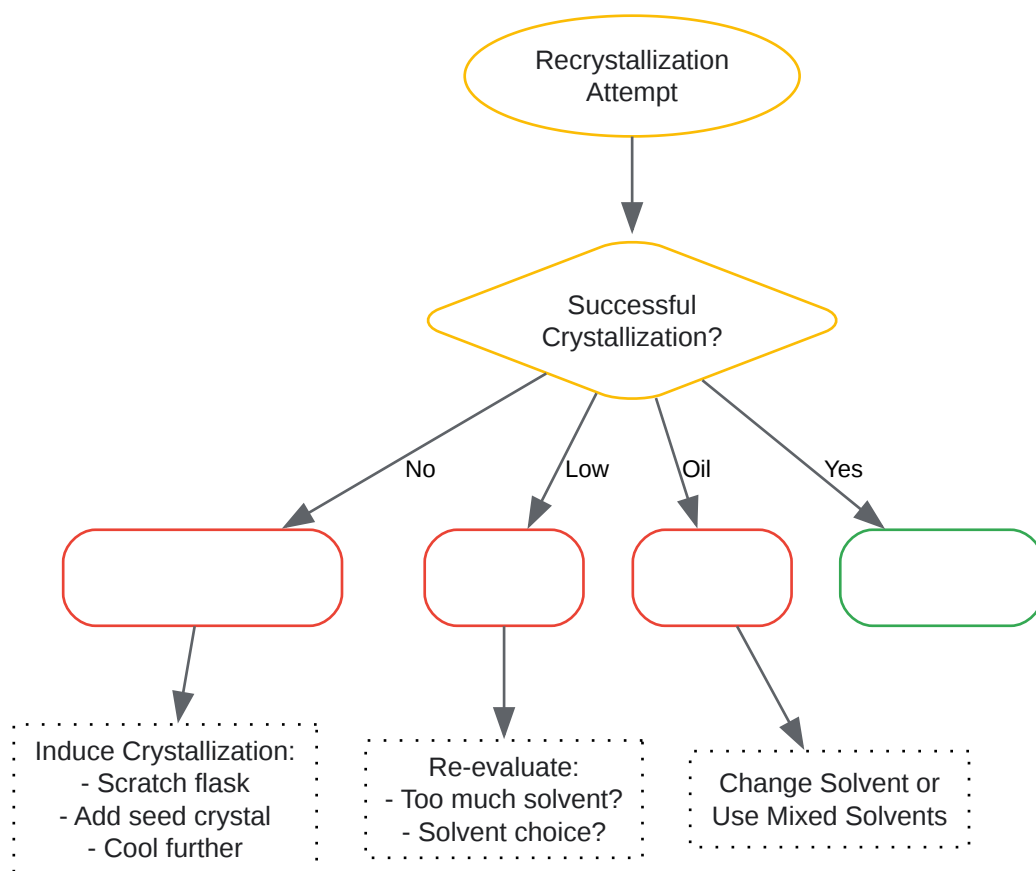 Recrystallization
Attempt
Successful
Crystallization?
No
Low
Oil
Yes
Induce Crystallization:
- Scratch flask
- Add seed crystal
- Cool further
Re-evaluate:
- Too much solvent?
- Solvent choice?
Change Solvent or
Use Mixed Solvents